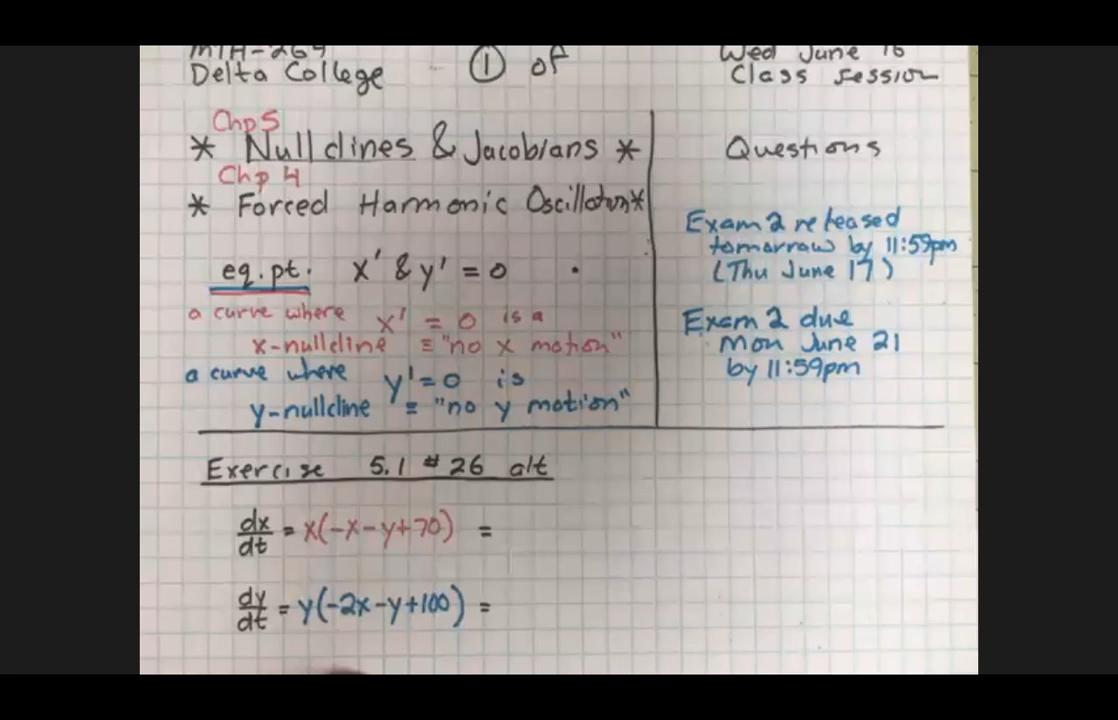 MTH-264
Delta College
① of
Wed June 16
Class Session
Chp 5
* Nullclines & Jacobians *
Chp 4
* Forced Harmonic Oscillators *
eq. pt. x' & y' = 0
a curve where x' = 0 is a
x-nullcline ≡ "no x motion"
a curve where y' = 0 is
y-nullcline ≡ "no y motion"
Questions
Exam 2 released
tomorrow by 11:59pm
(Thu June 17)
Exam 2 due
Mon June 21
by 11:59pm
Exercise 5.1 # 26 alt
dx/dt = x(-x-y+70) =
dy/dt = y(-2x-y+100) =